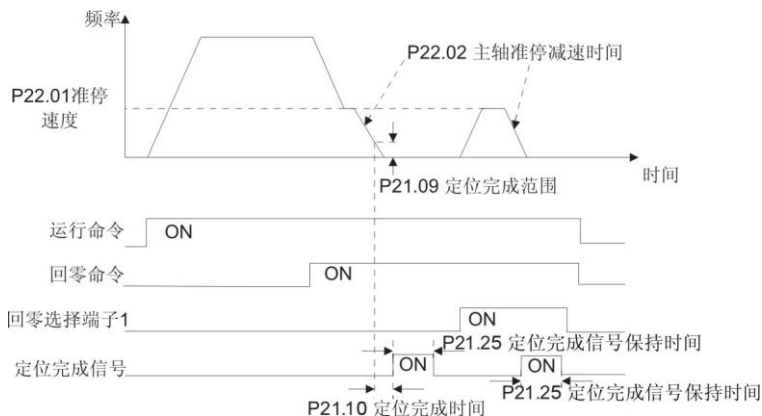 频率
P22.02 主轴准停减速时间
P22.01准停
速度
时间
P21.09 定位完成范围
运行命令
ON
回零命令
ON
回零选择端子1
ON
P21.25 定位完成信号保持时间
定位完成信号
ON
ON
P21.25 定位完成信号保持时间
P21.10 定位完成时间